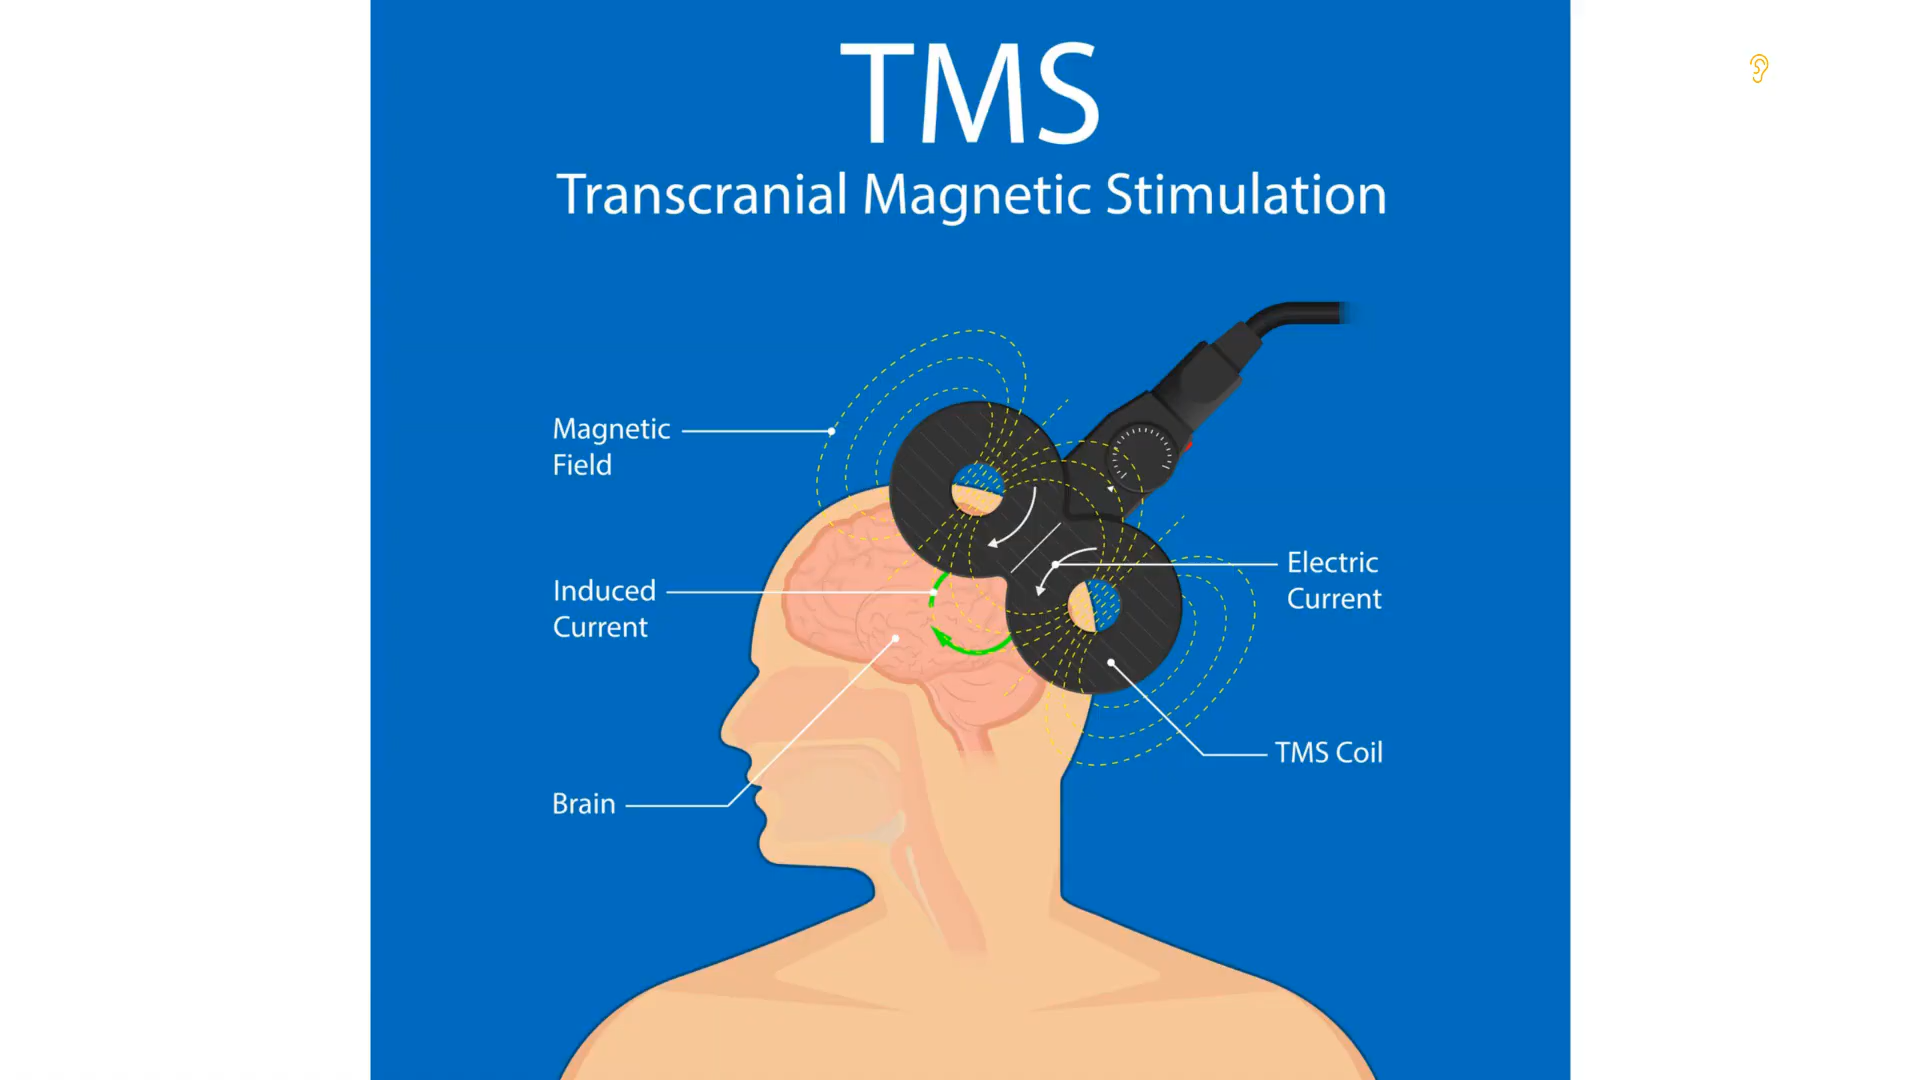 TMS
Transcranial Magnetic Stimulation
Magnetic
Field
Induced
Current
Electric
Current
TMS Coil
Brain